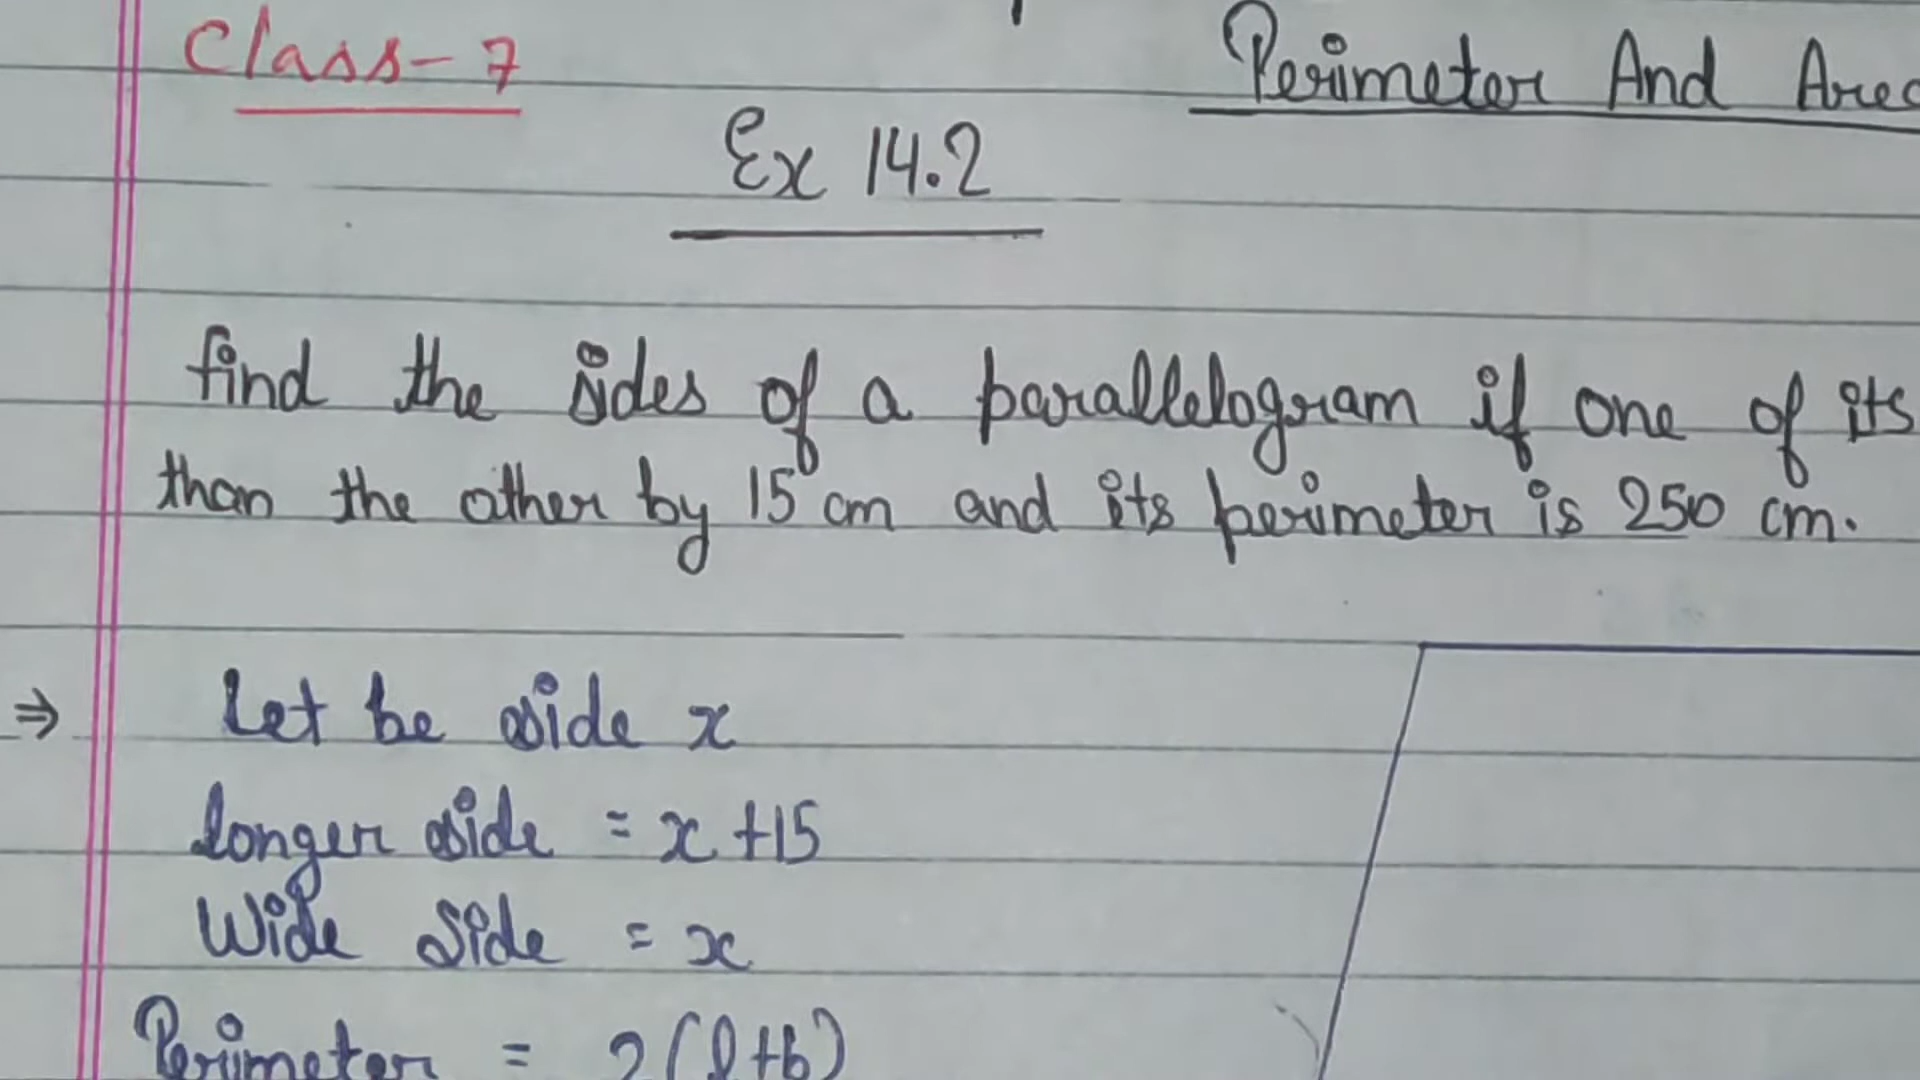 Class-7
Perimeter And Area
Ex 14.2
find the sides of a parallelogram if one of its
than the other by 15 cm and its perimeter is 250 cm.
⇒ Let be side x
longer side = x +15
Wide side = x
Perimeter = 2(l+b)